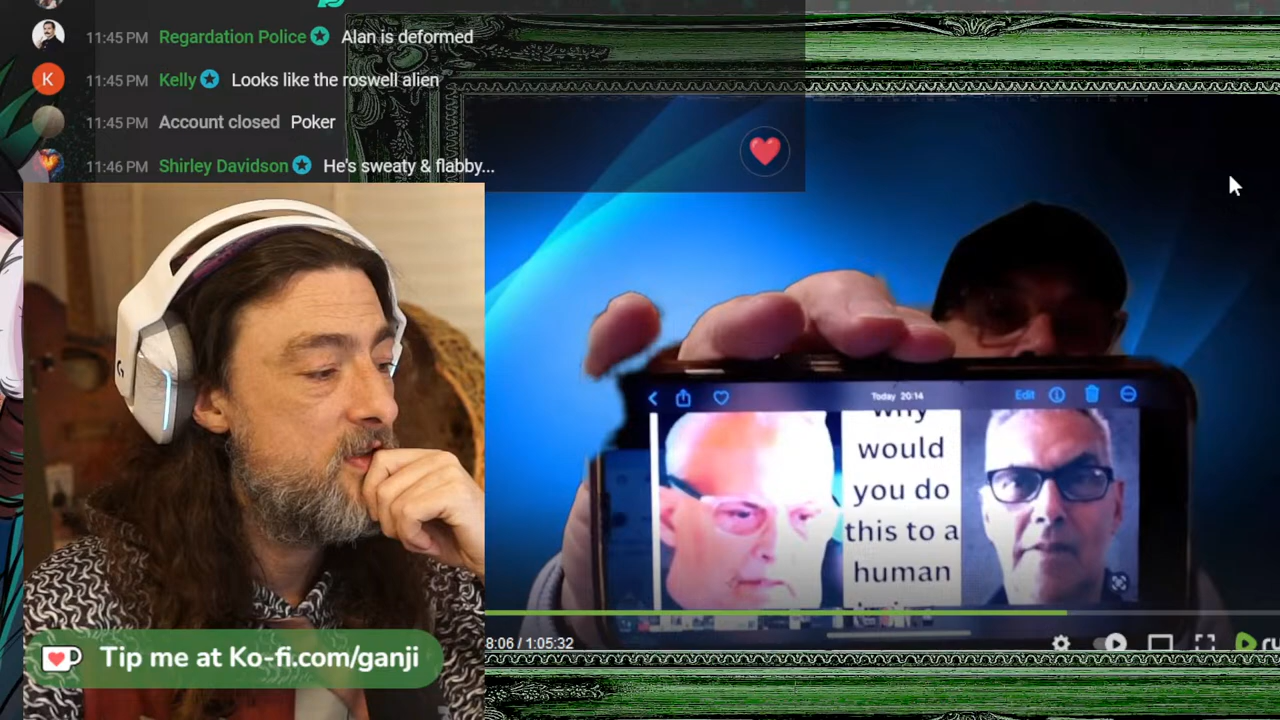 11:45 PM Regardation Police Alan is deformed
K 11:45 PM Kelly Looks like the roswell alien
11:45 PM Account closed Poker
11:46 PM Shirley Davidson He's sweaty & flabby...
Today 20:14 Edit
why
would
you do
this to a
human
G
8:06 / 1:05:32
Tip me at Ko-fi.com/ganji